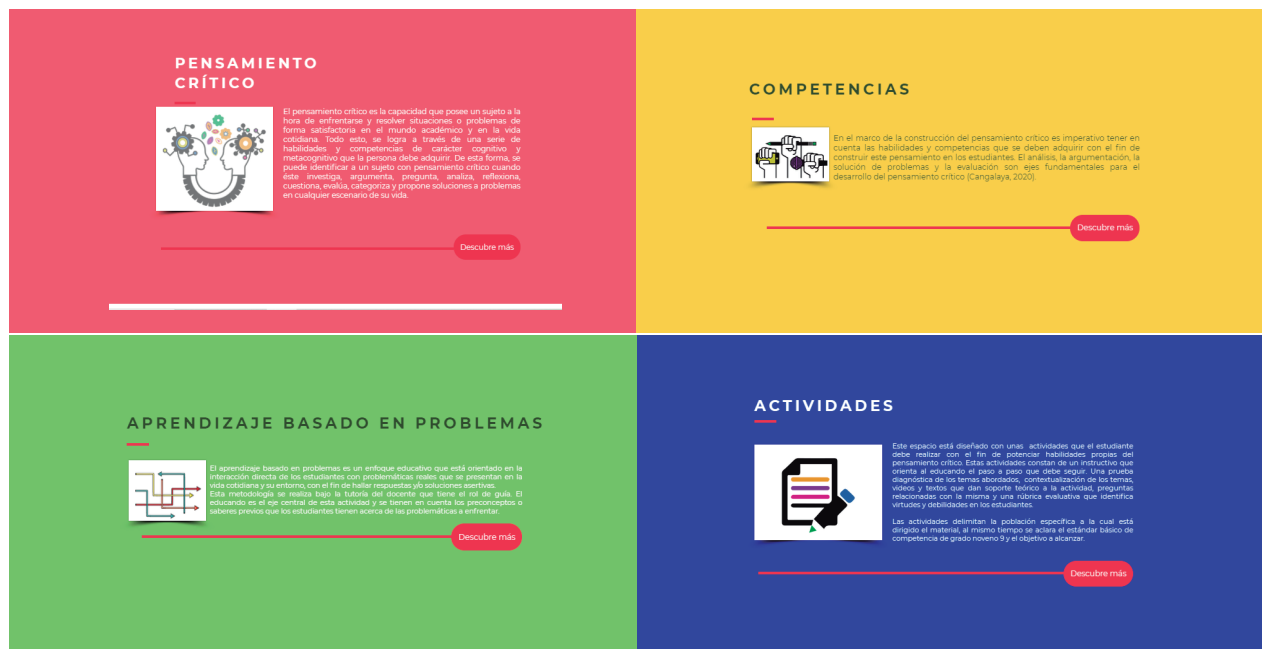 PENSAMIENTO
CRÍTICO
El pensamiento crítico es la capacidad que posee un sujeto a la
hora de enfrentarse y resolver situaciones o problemas de
forma satisfactoria en el mundo académico y en la vida
cotidiana. Todo esto, se logra a través de una serie de
habilidades y competencias de carácter cognitivo y
metacognitivo que la persona debe adquirir. De esta forma, se
puede identificar a un sujeto con pensamiento crítico cuando
éste investiga, argumenta, pregunta, analiza, reflexiona,
cuestiona, evalúa, categoriza y propone soluciones a problemas
en cualquier escenario de su vida.
Descubre más
COMPETENCIAS
En el marco de la construcción del pensamiento crítico es imperativo tener en
cuenta las habilidades y competencias que se deben adquirir con el fin de
construir este pensamiento en los estudiantes. El análisis, la argumentación, la
solución de problemas y la evaluación son ejes fundamentales para el
desarrollo del pensamiento crítico (Cangalaya, 2020).
Descubre más
APRENDIZAJE BASADO EN PROBLEMAS
El aprendizaje basado en problemas es un enfoque educativo que está orientado en la
interacción directa de los estudiantes con problemáticas reales que se presentan en la
vida cotidiana y su entorno, con el fin de hallar respuestas y/o soluciones asertivas.
Esta metodología se realiza bajo la tutoría del docente que tiene el rol de guía. El
educando es el eje central de esta actividad y se tienen en cuenta los preconceptos o
saberes previos que los estudiantes tienen acerca de las problemáticas a enfrentar.
Descubre más
ACTIVIDADES
Este espacio está diseñado con unas actividades que el estudiante
debe realizar con el fin de potenciar habilidades propias del
pensamiento crítico. Estas actividades constan de un instructivo que
orienta al educando el paso a paso que debe seguir. Una prueba
diagnóstica de los temas abordados, contextualización de los temas,
videos y textos que dan soporte teórico a la actividad, preguntas
relacionadas con la misma y una rúbrica evaluativa que identifica
virtudes y debilidades en los estudiantes.
Las actividades delimitan la población específica a la cual está
dirigido el material, al mismo tiempo se aclara el estándar básico de
competencia de grado noveno 9 y el objetivo a alcanzar.
Descubre más